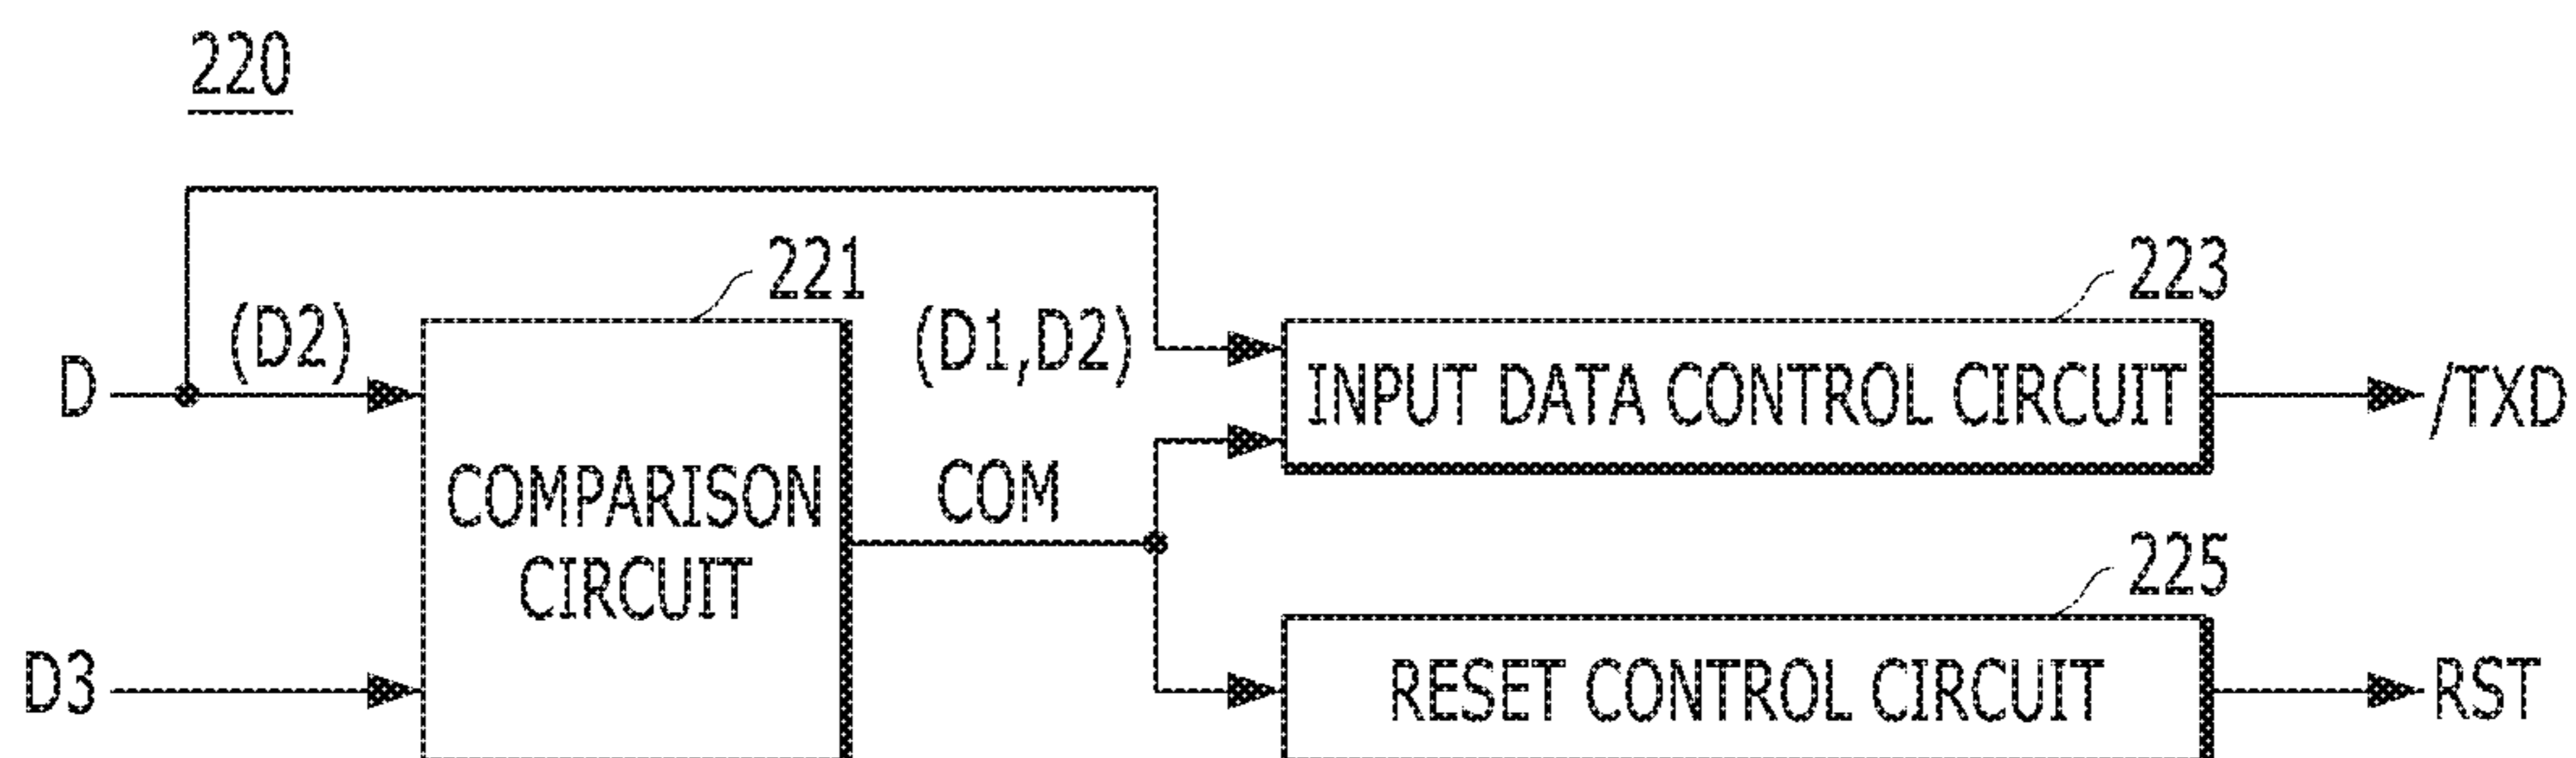 220
221
223
(D2)
(D1,D2)
D
INPUT DATA CONTROL CIRCUIT
/TXD
COMPARISON
CIRCUIT
COM
225
D3
RESET CONTROL CIRCUIT
RST